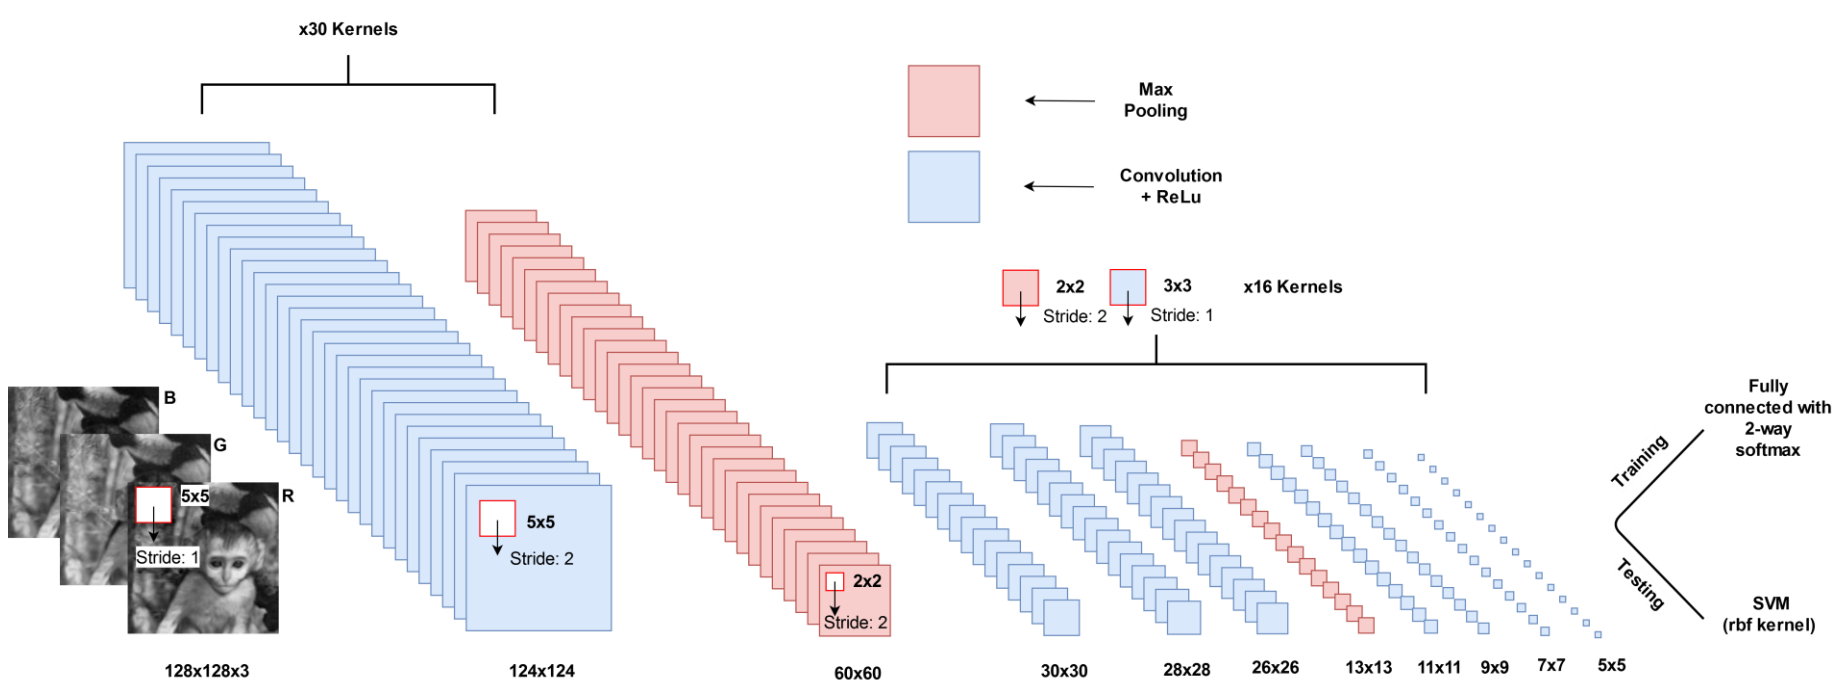 x30 Kernels
Max
Pooling
Convolution
+ ReLu
2x2
Stride: 2
3x3
Stride: 1
x16 Kernels
B
G
R
5x5
Stride: 1
5x5
Stride: 2
2x2
Stride: 2
Training
Testing
Fully
connected with
2-way
softmax
SVM
(rbf kernel)
128x128x3
124x124
60x60
30x30
28x28
26x26
13x13
11x11
9x9
7x7
5x5